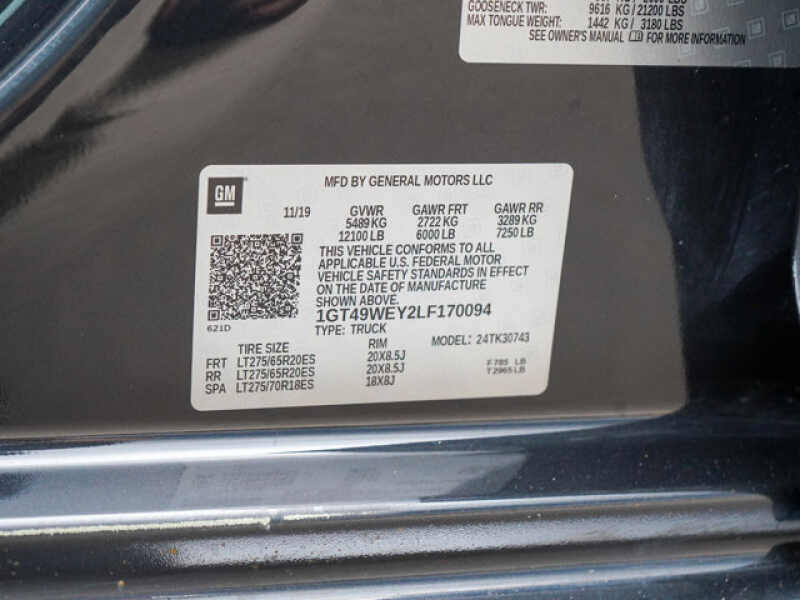 GOOSENECK TWR: 9616 KG/21200 LBS
MAX TONGUE WEIGHT: 1442 KG/ 3180 LBS
SEE OWNER'S MANUAL FOR MORE INFORMATION
GM
MFD BY GENERAL MOTORS LLC
11/19 GVWR GAWR FRT GAWR RR
5489 KG 2722 KG 3289 KG
12100 LB 6000 LB 7250 LB
THIS VEHICLE CONFORMS TO ALL
APPLICABLE U.S. FEDERAL MOTOR
VEHICLE SAFETY STANDARDS IN EFFECT
ON THE DATE OF MANUFACTURE
SHOWN ABOVE.
621D
1GT49WEY2LF170094
TYPE: TRUCK MODEL: 24TK30743
TIRE SIZE RIM
FRT LT275/65R20ES 20X8.5J
RR LT275/65R20ES 20X8.5J
SPA LT275/70R18ES 18X8J
F 785 LB
T 2965 LB